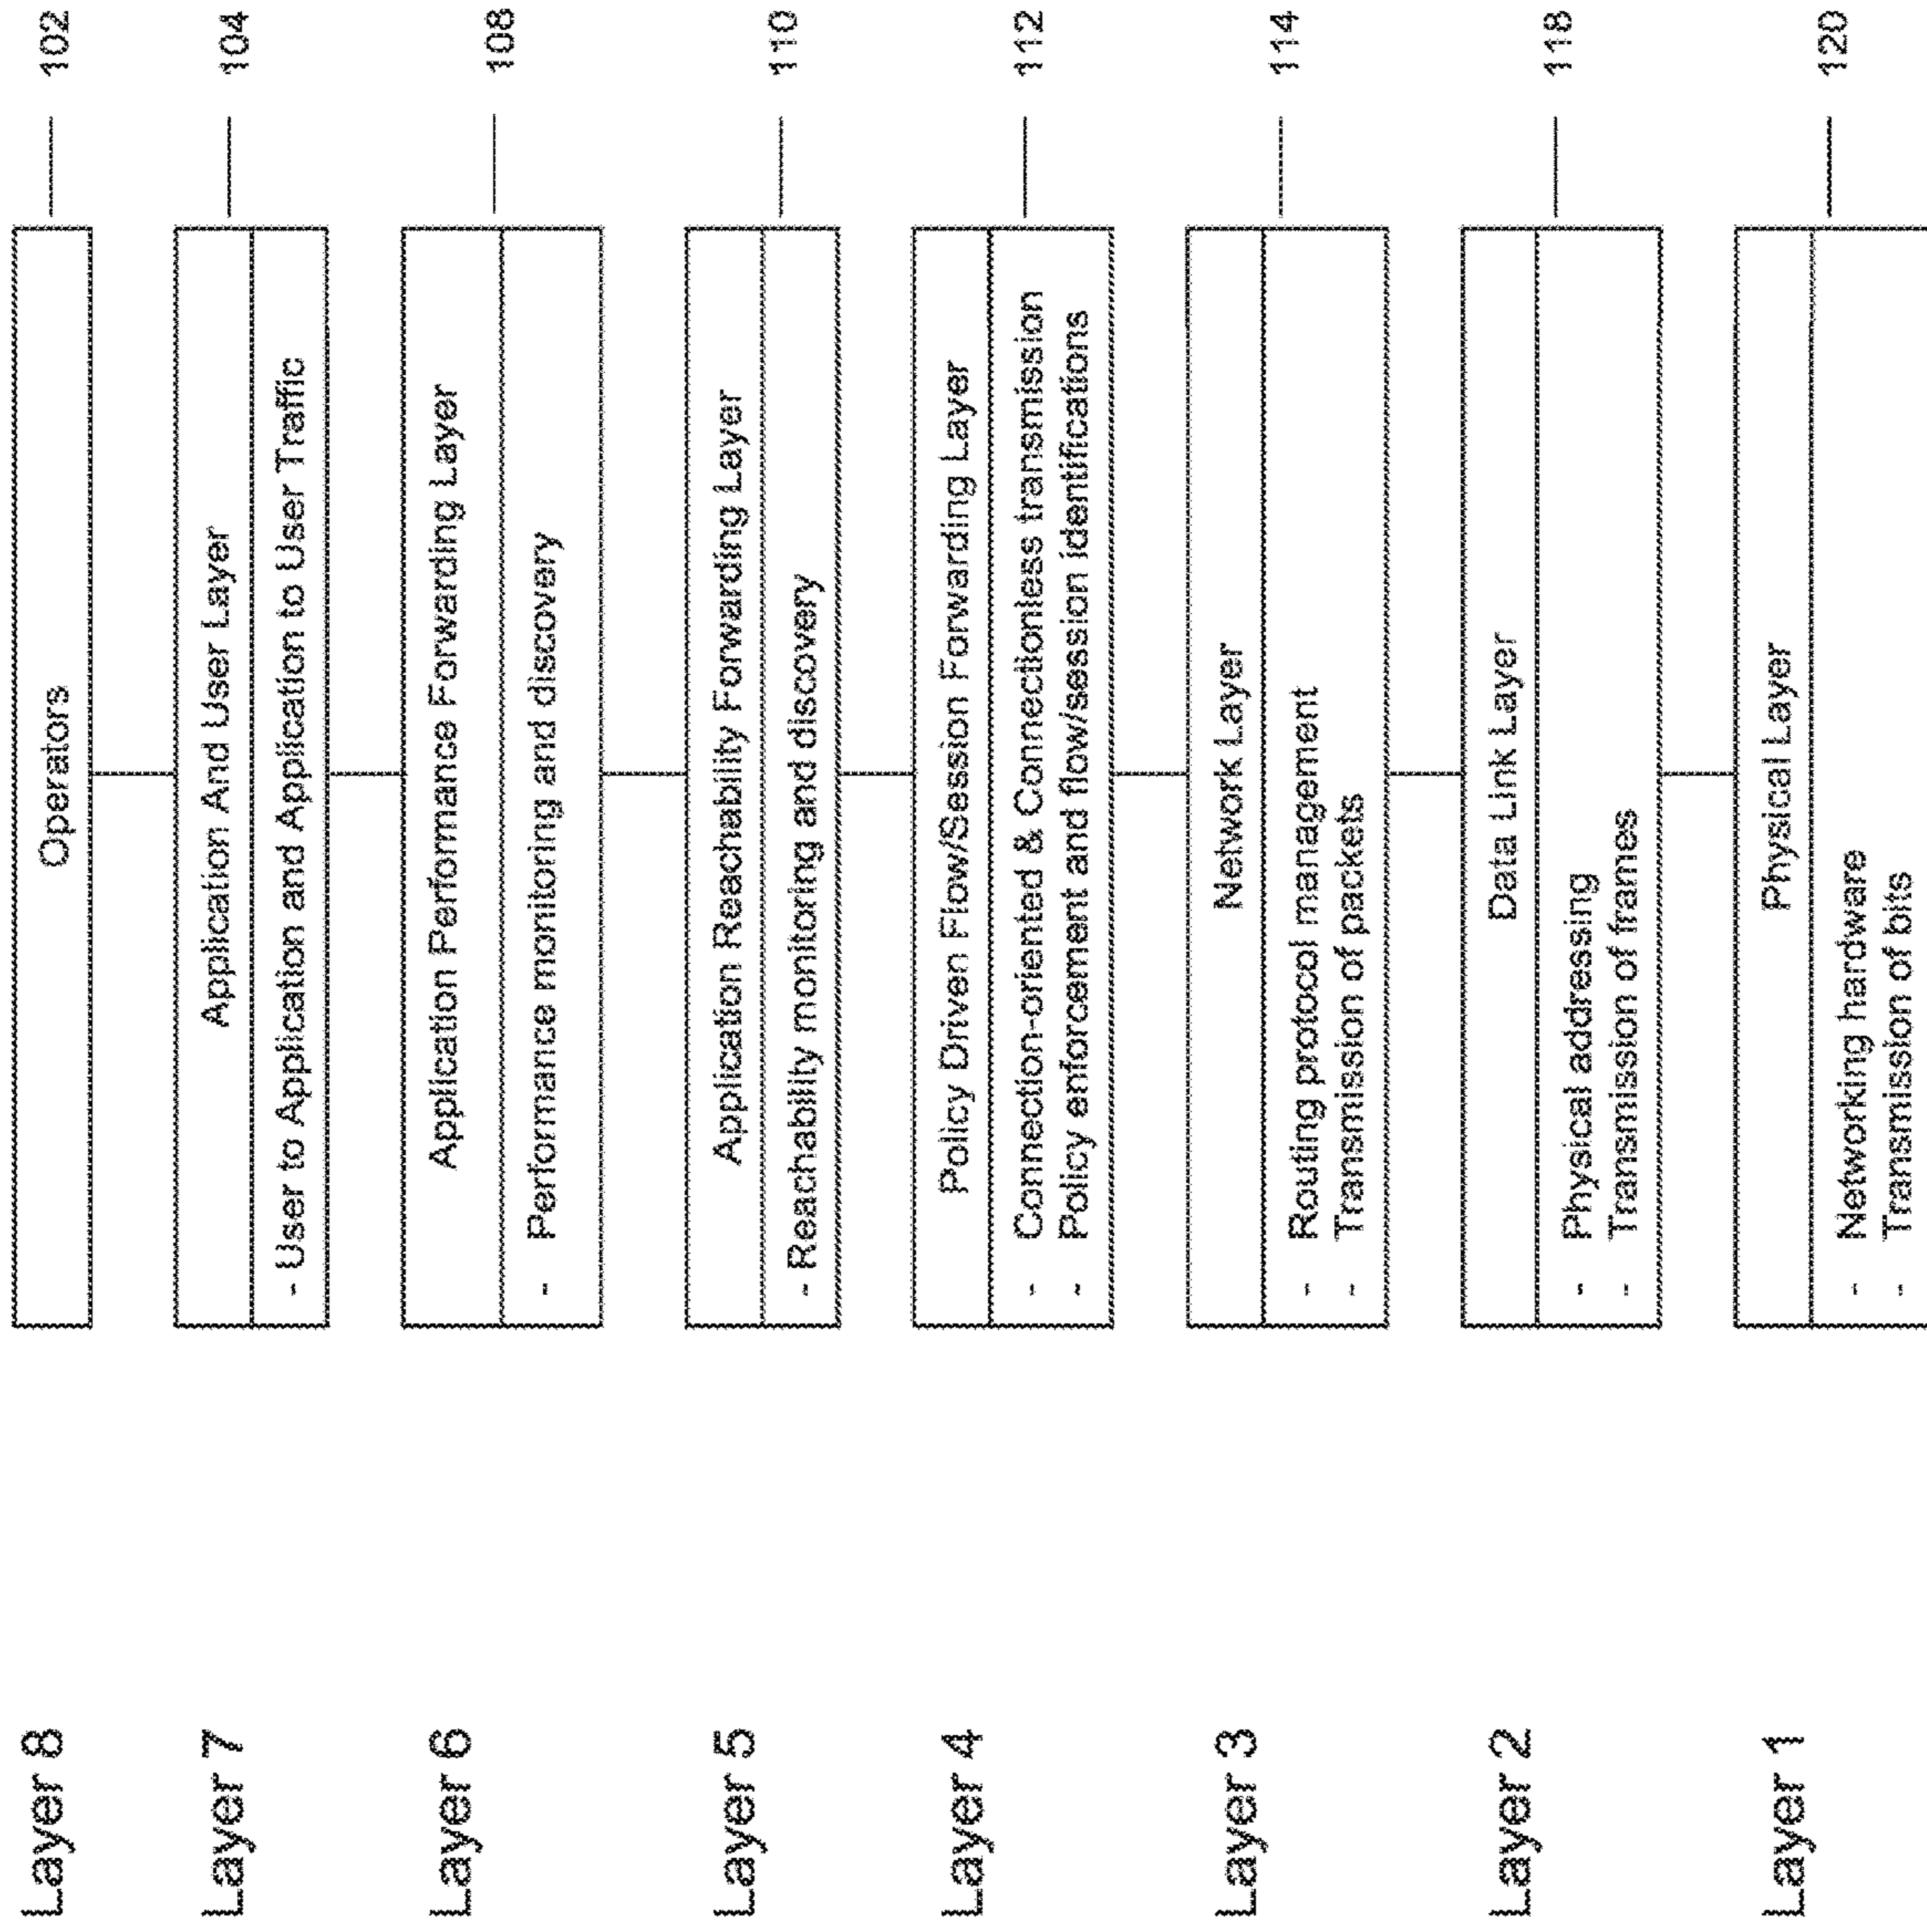 Layer 8
Operators
102
Layer 7
Application And User Layer
- User to Application and Application to User Traffic
104
Layer 6
Application Performance Forwarding Layer
- Performance monitoring and discovery
108
Layer 5
Application Reachability Forwarding Layer
- Reachability monitoring and discovery
110
Layer 4
Policy Driven Flow/Session Forwarding Layer
- Connection-oriented & Connectionless transmission
- Policy enforcement and flow/session identifications
112
Layer 3
Network Layer
- Routing protocol management
- Transmission of packets
114
Layer 2
Data Link Layer
- Physical addressing
- Transmission of frames
118
Layer 1
Physical Layer
- Networking hardware
- Transmission of bits
120